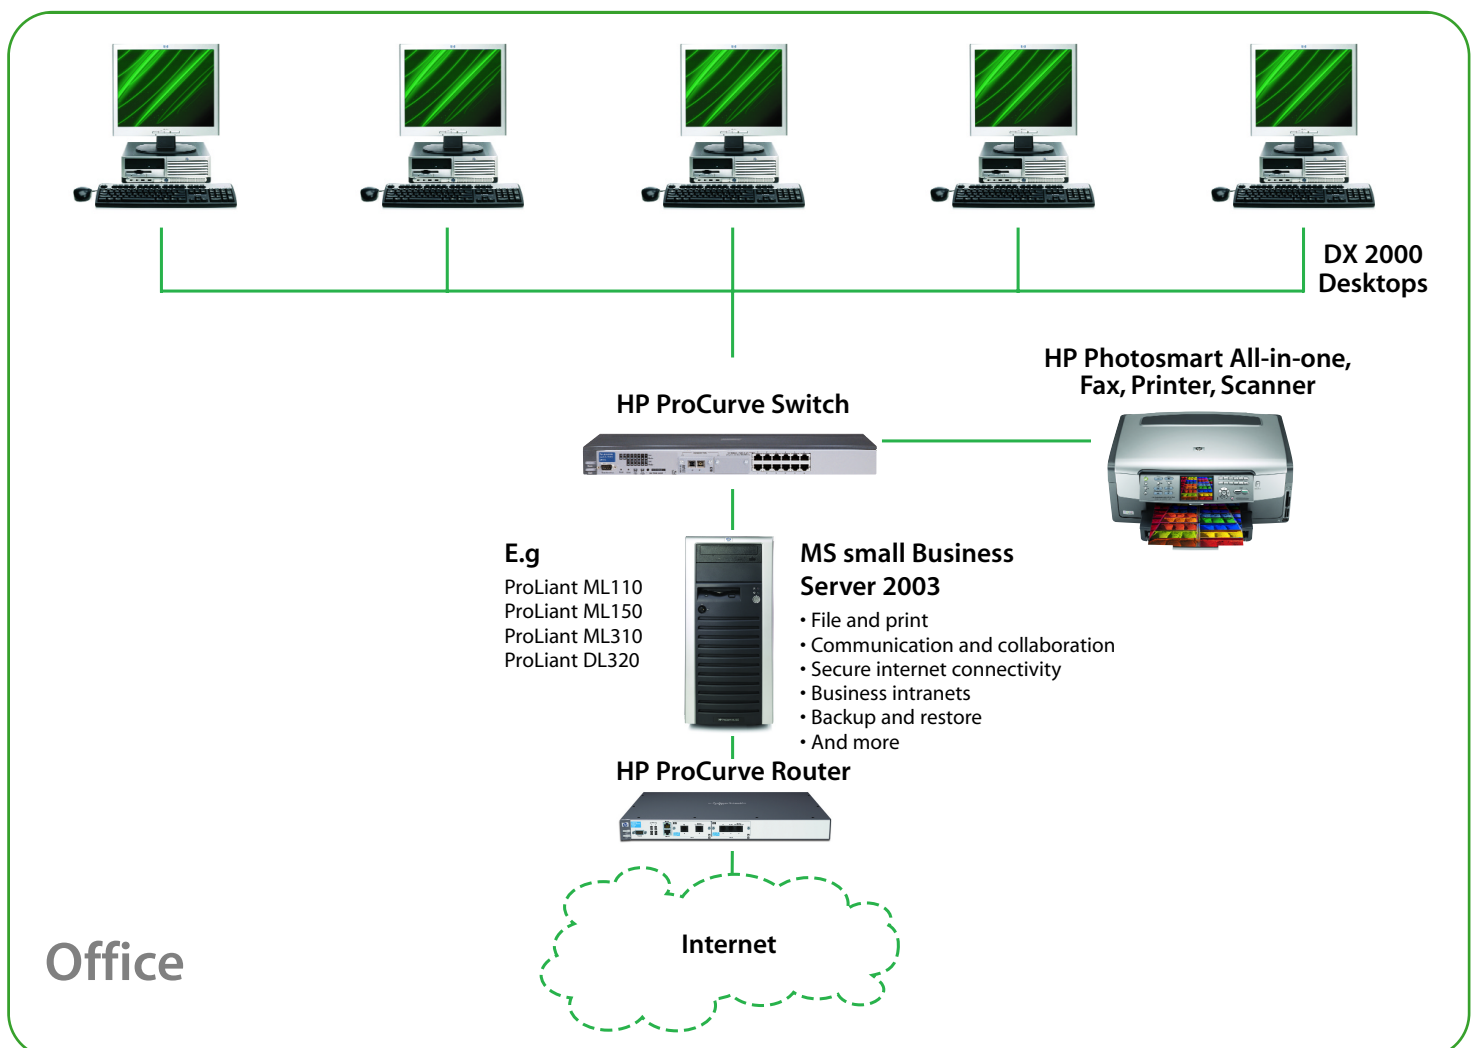 DX 2000
Desktops
HP Photosmart All-in-one,
Fax, Printer, Scanner
HP ProCurve Switch
E.g
ProLiant ML110
ProLiant ML150
ProLiant ML310
ProLiant DL320
MS small Business
Server 2003
• File and print
• Communication and collaboration
• Secure internet connectivity
• Business intranets
• Backup and restore
• And more
HP ProCurve Router
Internet
Office